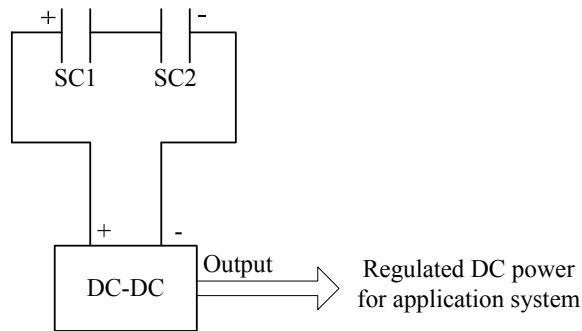 + -
SC1 SC2
+ -
DC-DC
Output
Regulated DC power
for application system